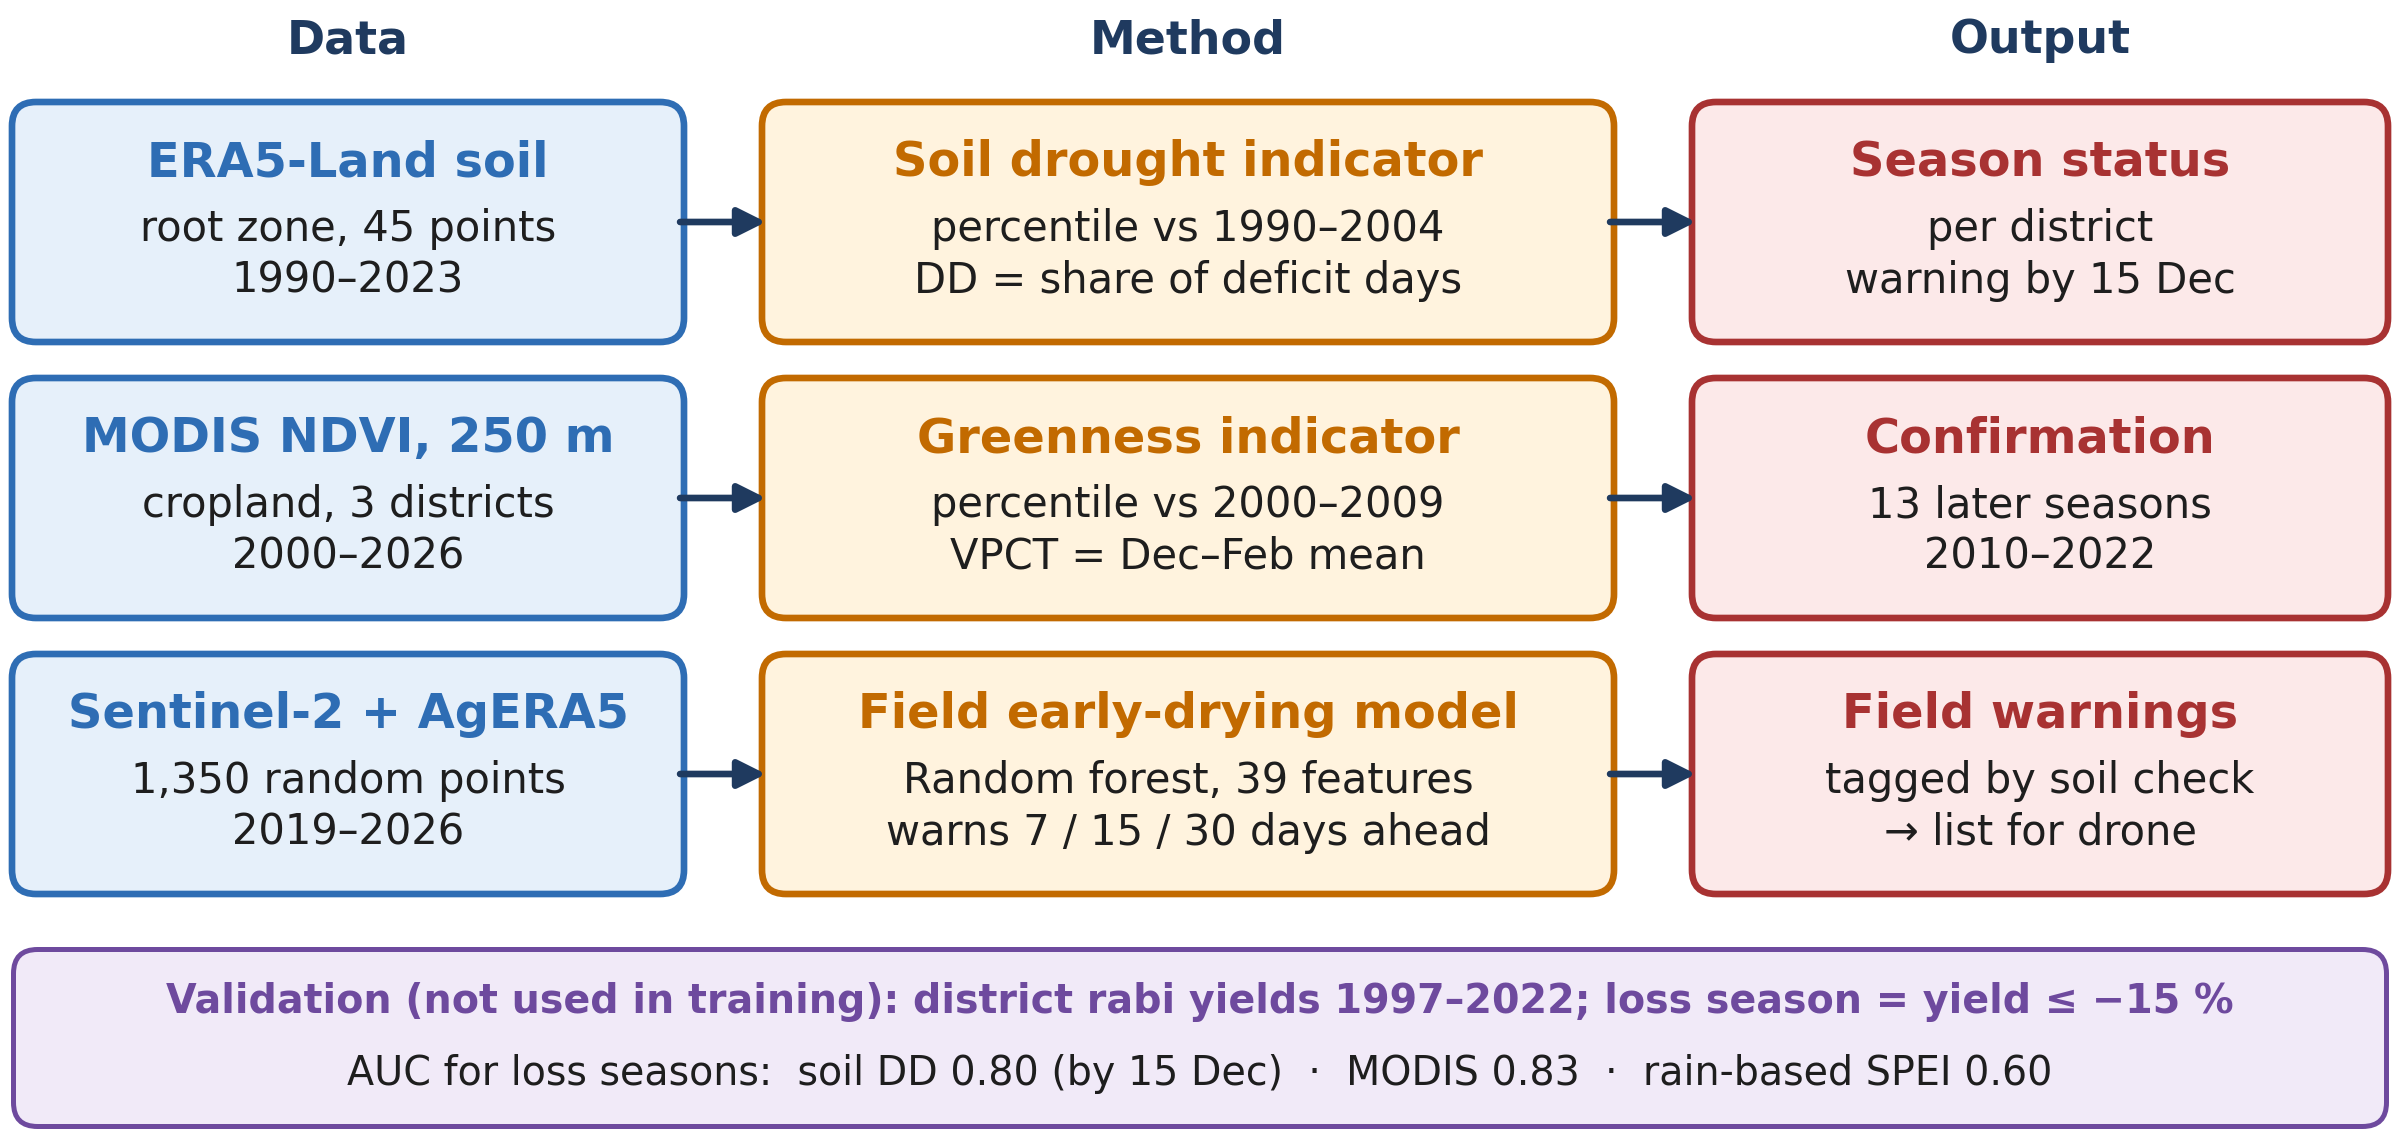 Data
Method
Output
ERA5-Land soil
root zone, 45 points
1990–2023
Soil drought indicator
percentile vs 1990–2004
DD = share of deficit days
Season status
per district
warning by 15 Dec
MODIS NDVI, 250 m
cropland, 3 districts
2000–2026
Greenness indicator
percentile vs 2000–2009
VPCT = Dec–Feb mean
Confirmation
13 later seasons
2010–2022
Sentinel-2 + AgERA5
1,350 random points
2019–2026
Field early-drying model
Random forest, 39 features
warns 7 / 15 / 30 days ahead
Field warnings
tagged by soil check
→ list for drone
Validation (not used in training): district rabi yields 1997–2022; loss season = yield ≤ −15 %
AUC for loss seasons:  soil DD 0.80 (by 15 Dec)  ·  MODIS 0.83  ·  rain-based SPEI 0.60